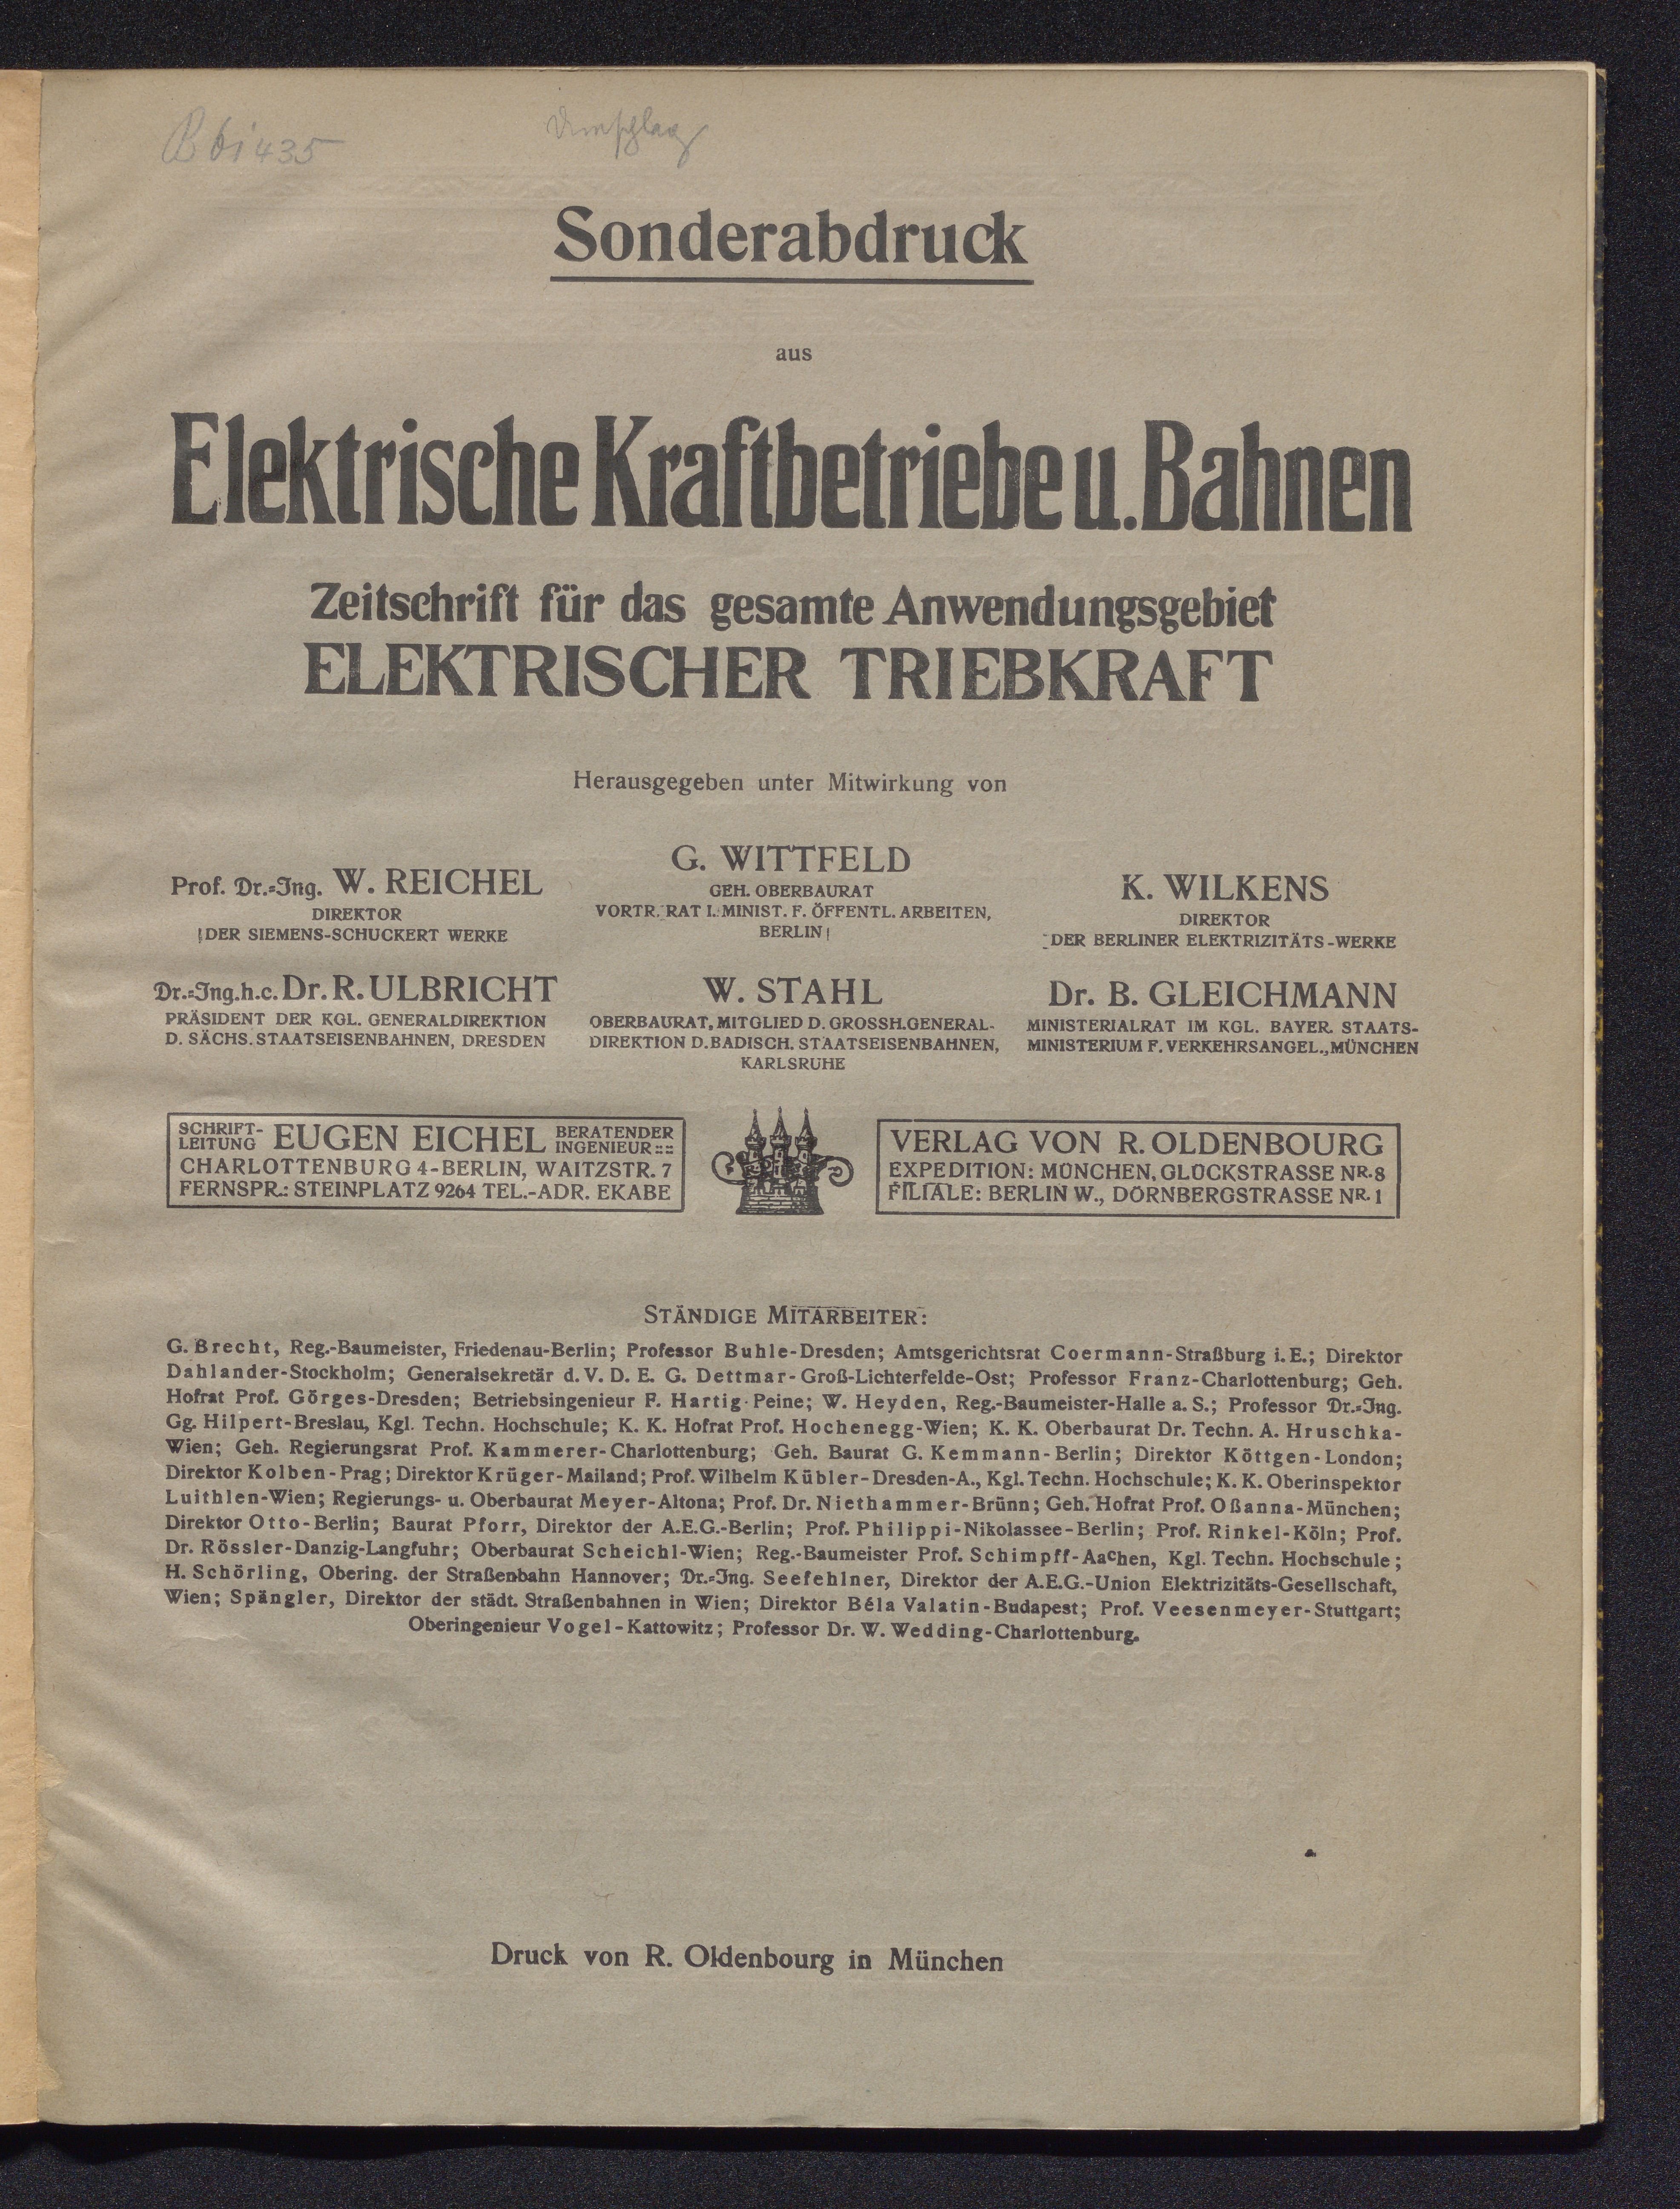 B bi 435
Umschlag
Sonderabdruck
aus
Elektrische Kraftbetriebe u. Bahnen
Zeitschrift für das gesamte Anwendungsgebiet
ELEKTRISCHER TRIEBKRAFT
Herausgegeben unter Mitwirkung von
Prof. Dr.=Ing. W. REICHEL
DIREKTOR
DER SIEMENS-SCHUCKERT WERKE
G. WITTFELD
GEH. OBERBAURAT
VORTR. RAT I. MINIST. F. ÖFFENTL. ARBEITEN,
BERLIN
K. WILKENS
DIREKTOR
DER BERLINER ELEKTRIZITÄTS-WERKE
Dr.=Ing.h.c. Dr. R. ULBRICHT
PRÄSIDENT DER KGL. GENERALDIREKTION
D. SÄCHS. STAATSEISENBAHNEN, DRESDEN
W. STAHL
OBERBAURAT, MITGLIED D. GROSSH. GENERAL-
DIREKTION D. BADISCH. STAATSEISENBAHNEN,
KARLSRUHE
Dr. B. GLEICHMANN
MINISTERIALRAT IM KGL. BAYER. STAATS-
MINISTERIUM F. VERKEHRSANGEL., MÜNCHEN
SCHRIFT-LEITUNG EUGEN EICHEL BERATENDER INGENIEUR ::::
CHARLOTTENBURG 4-BERLIN, WAITZSTR. 7
FERNSPR.: STEINPLATZ 9264 TEL.-ADR. EKABE
VERLAG VON R. OLDENBOURG
EXPEDITION: MÜNCHEN, GLÜCKSTRASSE NR. 8
FILIALE: BERLIN W., DÖRNBERGSTRASSE NR. 1
STÄNDIGE MITARBEITER:
G. Brecht, Reg.-Baumeister, Friedenau-Berlin; Professor Buhle-Dresden; Amtsgerichtsrat Coermann-Straßburg i. E.; Direktor
Dahlander-Stockholm; Generalsekretär d. V. D. E. G. Dettmar-Groß-Lichterfelde-Ost; Professor Franz-Charlottenburg; Geh.
Hofrat Prof. Görges-Dresden; Betriebsingenieur F. Hartig-Peine; W. Heyden, Reg.-Baumeister-Halle a. S.; Professor Dr.=Ing.
Gg. Hilpert-Breslau, Kgl. Techn. Hochschule; K. K. Hofrat Prof. Hochenegg-Wien; K. K. Oberbaurat Dr. Techn. A. Hruschka-
Wien; Geh. Regierungsrat Prof. Kammerer-Charlottenburg; Geh. Baurat G. Kemmann-Berlin; Direktor Köttgen-London;
Direktor Kolben-Prag; Direktor Krüger-Mailand; Prof. Wilhelm Kübler-Dresden-A., Kgl. Techn. Hochschule; K. K. Oberinspektor
Luithlen-Wien; Regierungs- u. Oberbaurat Meyer-Altona; Prof. Dr. Niethammer-Brünn; Geh. Hofrat Prof. Oßanna-München;
Direktor Otto-Berlin; Baurat Pforr, Direktor der A.E.G.-Berlin; Prof. Philippi-Nikolassee-Berlin; Prof. Rinkel-Köln; Prof.
Dr. Rössler-Danzig-Langfuhr; Oberbaurat Scheichl-Wien; Reg.-Baumeister Prof. Schimpff-Aachen, Kgl. Techn. Hochschule;
H. Schörling, Obering. der Straßenbahn Hannover; Dr.=Ing. Seefehlner, Direktor der A.E.G.-Union Elektrizitäts-Gesellschaft,
Wien; Spängler, Direktor der städt. Straßenbahnen in Wien; Direktor Béla Valatin-Budapest; Prof. Veesenmeyer-Stuttgart;
Oberingenieur Vogel-Kattowitz; Professor Dr. W. Wedding-Charlottenburg.
Druck von R. Oldenbourg in München